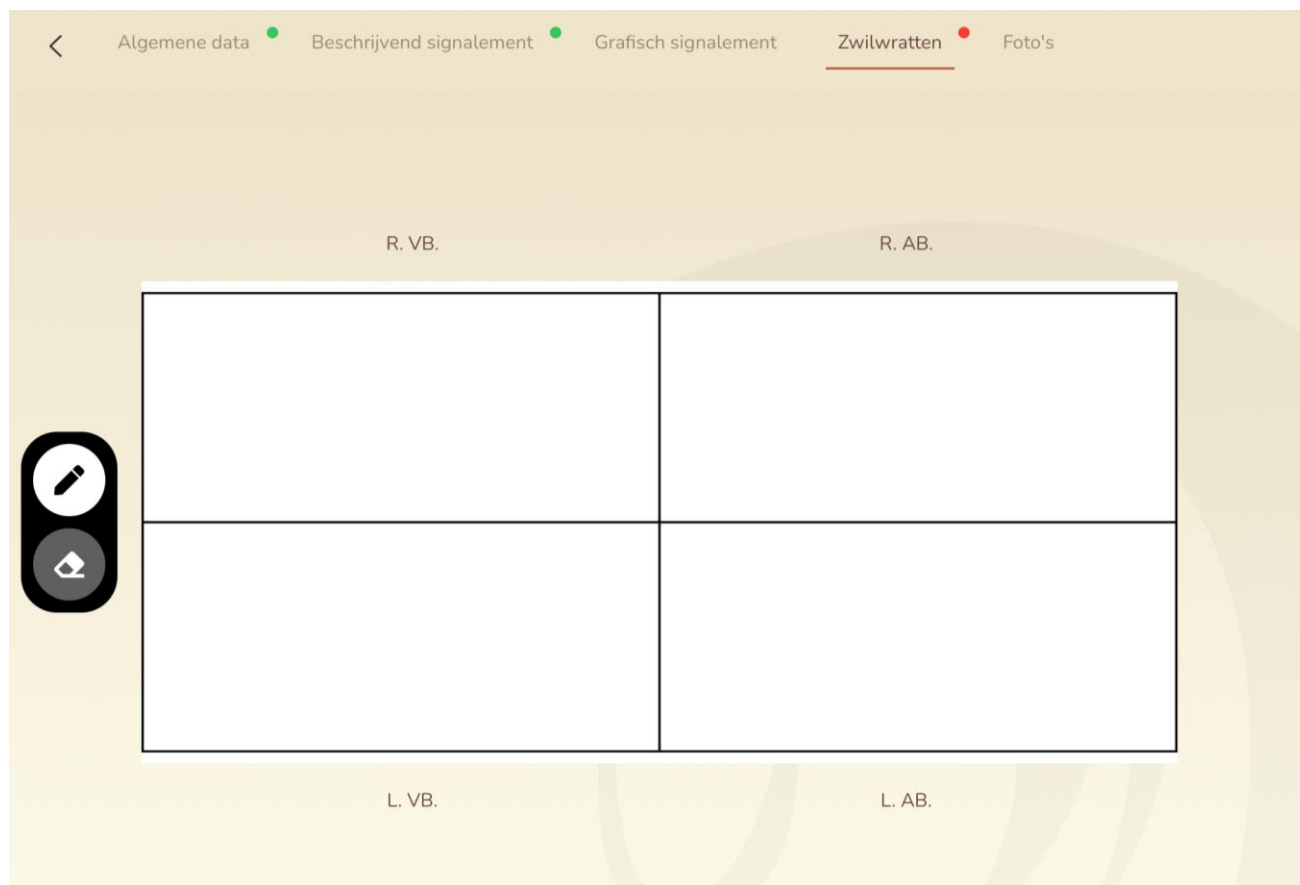 Algemene data Beschrijvend signalement Grafisch signalement Zwilwratten Foto's
R. VB. R. AB.
L. VB. L. AB.